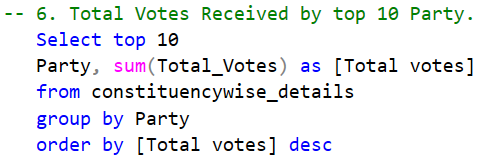 -- 6. Total Votes Received by top 10 Party.
Select top 10
Party, sum(Total_Votes) as [Total votes]
from constituencywise_details
group by Party
order by [Total votes] desc